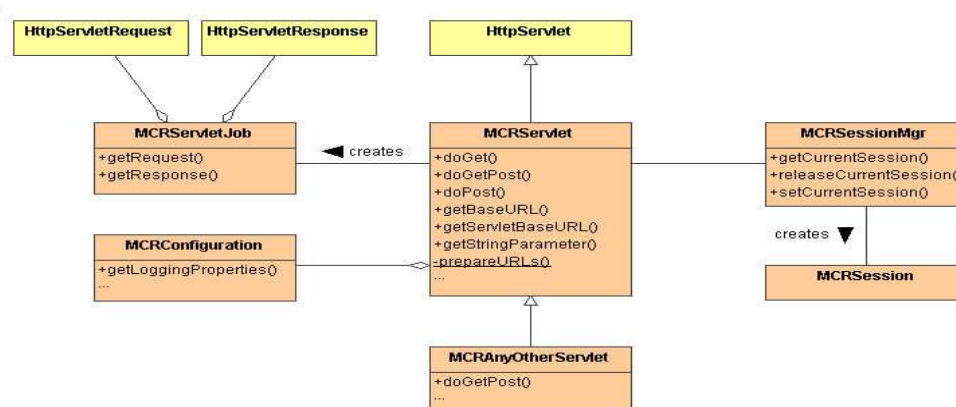 HttpServletRequest
HttpServletResponse
HttpServlet
MCRServletJob
+getRequest()
+getResponse()
creates
MCRServlet
+doGet()
+doGetPost()
+doPost()
+getBaseURL()
+getServletBaseURL()
+getStringParameter()
-prepareURLs()
...
MCRSessionMgr
+getCurrentSession()
+releaseCurrentSession()
+setCurrentSession()
creates
MCRSession
MCRConfiguration
+getLoggingProperties()
...
MCRAnyOtherServlet
+doGetPost()
...